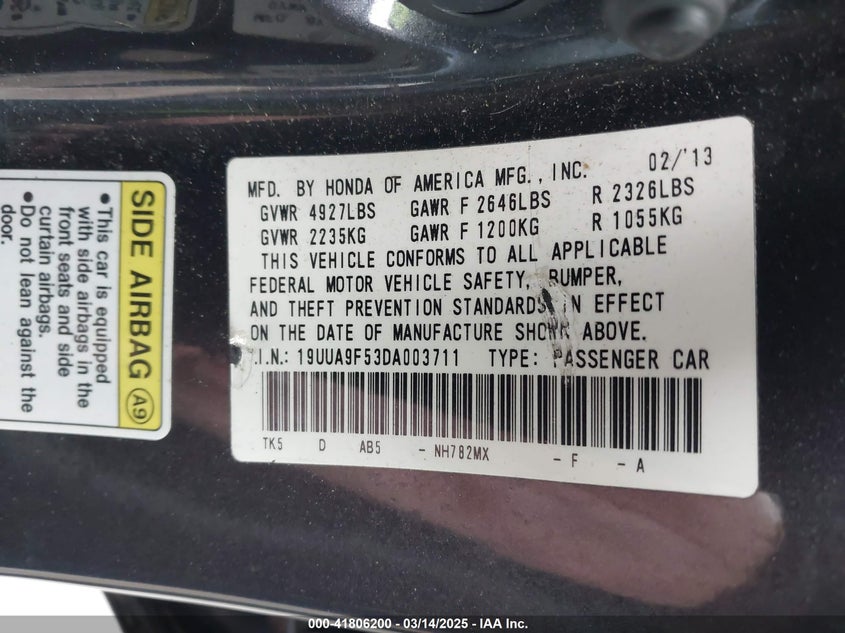 02/'13
MFD. BY HONDA OF AMERICA MFG., INC.
GVWR 4927LBS GAWR F 2646LBS R 2326LBS
GVWR 2235KG GAWR F 1200KG R 1055KG
THIS VEHICLE CONFORMS TO ALL APPLICABLE
FEDERAL MOTOR VEHICLE SAFETY, BUMPER,
AND THEFT PREVENTION STANDARDS IN EFFECT
ON THE DATE OF MANUFACTURE SHOWN ABOVE.
.I.N.: 19UUA9F53DA003711 TYPE: PASSENGER CAR
TK5 D AB5 - NH782MX - F - A
SIDE AIRBAG A9
•This car is equipped
with side airbags in the
front seats and side
curtain airbags.
•Do not lean against the
door.
000-41806200 - 03/14/2025 - IAA Inc.